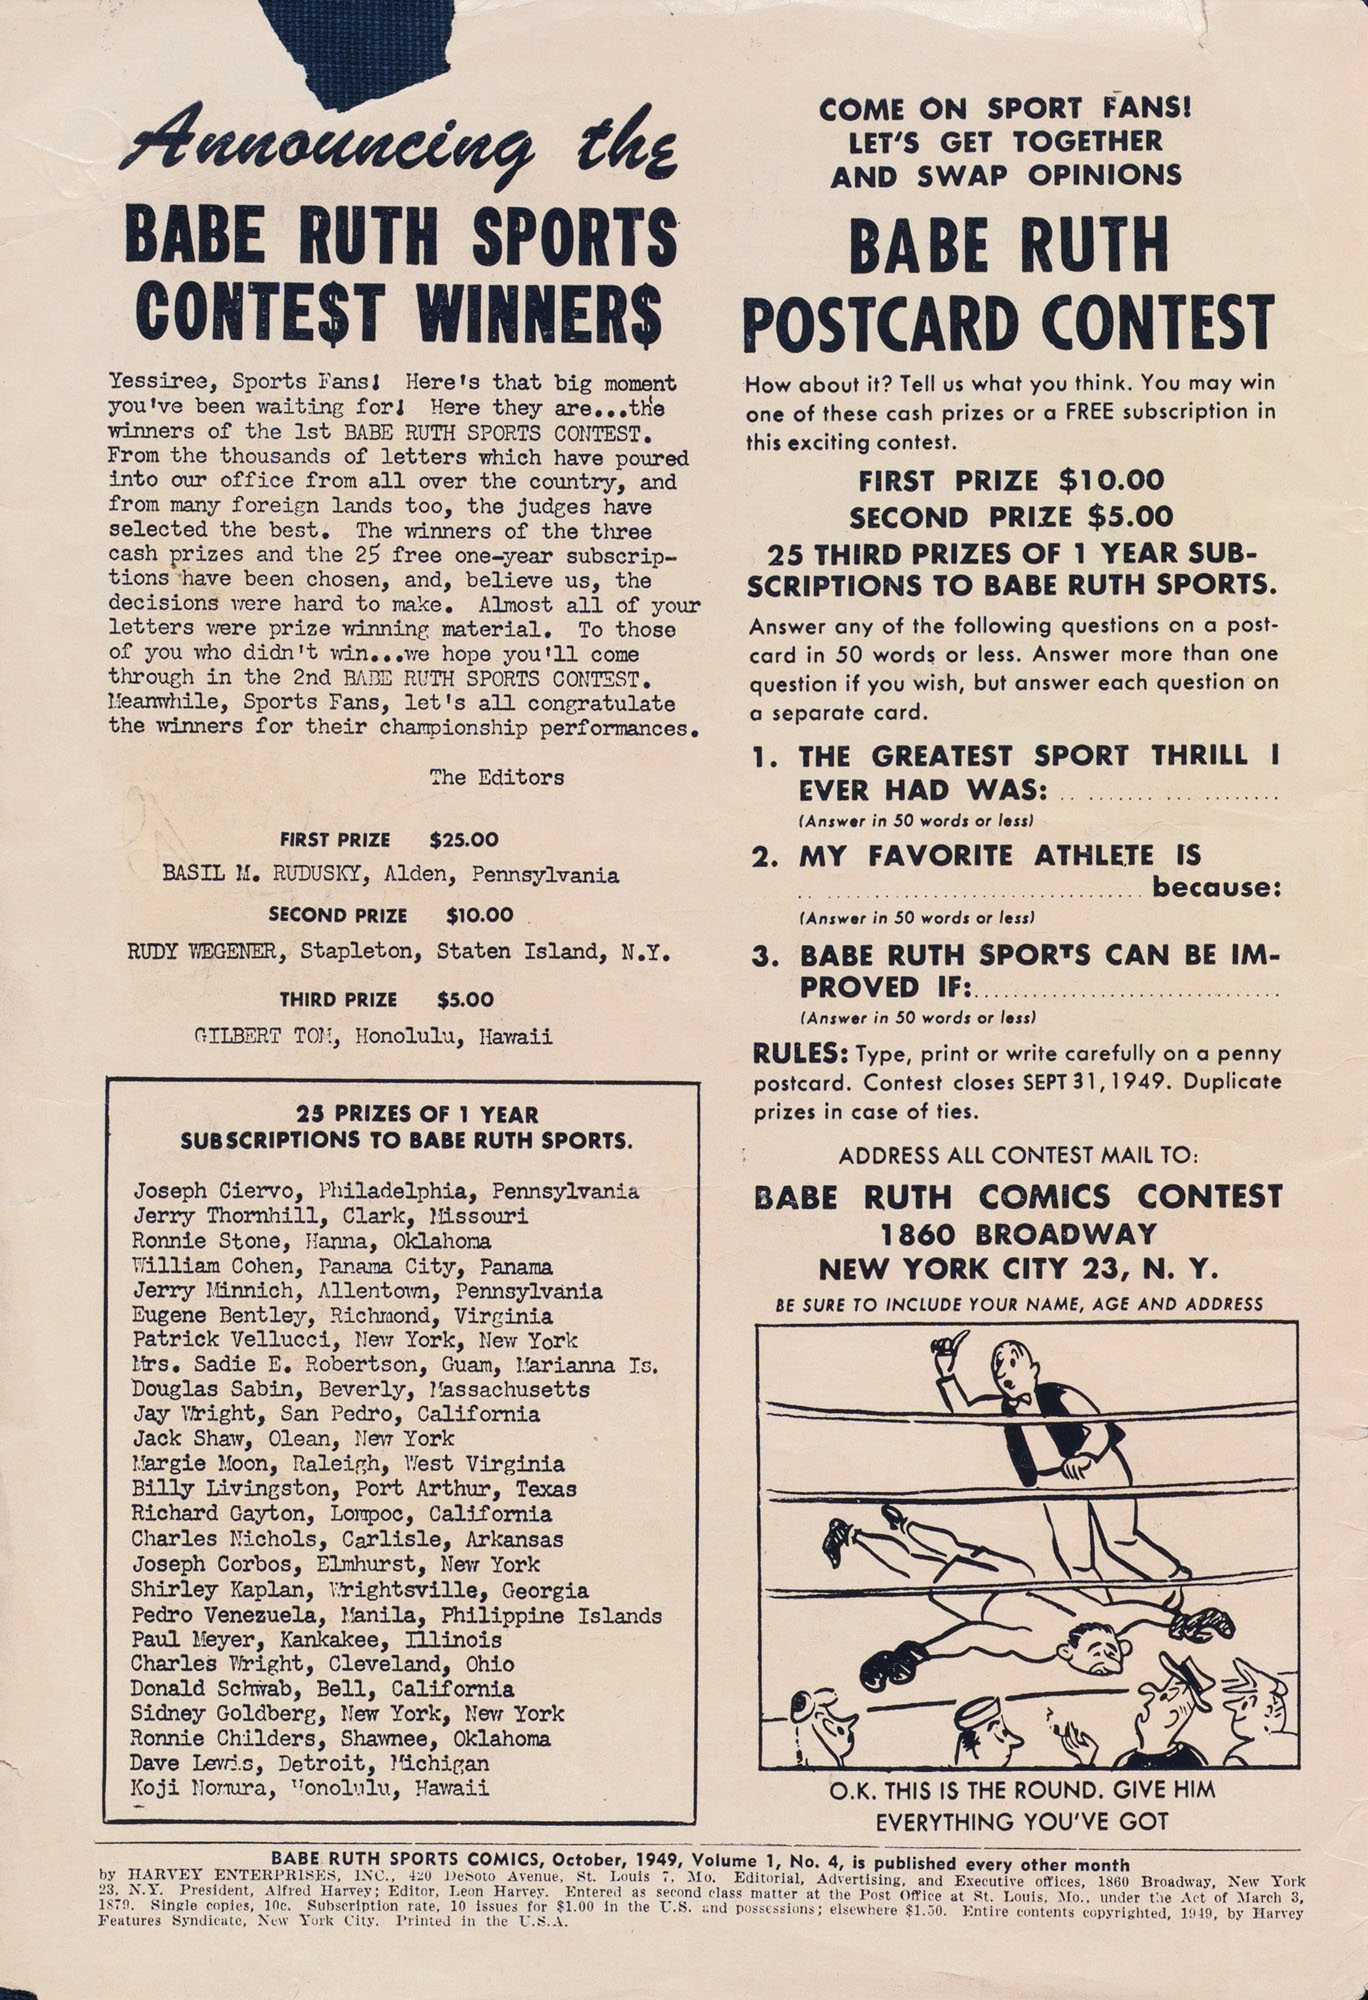 Announcing the
BABE RUTH SPORTS
CONTE$T WINNER$
Yessiree, Sports Fans! Here's that big moment
you've been waiting for! Here they are...the
winners of the 1st BABE RUTH SPORTS CONTEST.
From the thousands of letters which have poured
into our office from all over the country, and
from many foreign lands too, the judges have
selected the best. The winners of the three
cash prizes and the 25 free one-year subscrip-
tions have been chosen, and, believe us, the
decisions were hard to make. Almost all of your
letters were prize winning material. To those
of you who didn't win...we hope you'll come
through in the 2nd BABE RUTH SPORTS CONTEST.
Meanwhile, Sports Fans, let's all congratulate
the winners for their championship performances.
The Editors
FIRST PRIZE $25.00
BASIL M. RUDUSKY, Alden, Pennsylvania
SECOND PRIZE $10.00
RUDY WEGENER, Stapleton, Staten Island, N.Y.
THIRD PRIZE $5.00
GILBERT TOM, Honolulu, Hawaii
25 PRIZES OF 1 YEAR
SUBSCRIPTIONS TO BABE RUTH SPORTS.
Joseph Ciervo, Philadelphia, Pennsylvania
Jerry Thornhill, Clark, Missouri
Ronnie Stone, Hanna, Oklahoma
William Cohen, Panama City, Panama
Jerry Minnich, Allentown, Pennsylvania
Eugene Bentley, Richmond, Virginia
Patrick Vellucci, New York, New York
Mrs. Sadie E. Robertson, Guam, Marianna Is.
Douglas Sabin, Beverly, Massachusetts
Jay Wright, San Pedro, California
Jack Shaw, Olean, New York
Margie Moon, Raleigh, West Virginia
Billy Livingston, Port Arthur, Texas
Richard Gayton, Lompoc, California
Charles Nichols, Carlisle, Arkansas
Joseph Corbos, Elmhurst, New York
Shirley Kaplan, Wrightsville, Georgia
Pedro Venezuela, Manila, Philippine Islands
Paul Meyer, Kankakee, Illinois
Charles Wright, Cleveland, Ohio
Donald Schwab, Bell, California
Sidney Goldberg, New York, New York
Ronnie Childers, Shawnee, Oklahoma
Dave Lewis, Detroit, Michigan
Koji Nomura, Honolulu, Hawaii
COME ON SPORT FANS!
LET'S GET TOGETHER
AND SWAP OPINIONS
BABE RUTH
POSTCARD CONTEST
How about it? Tell us what you think. You may win
one of these cash prizes or a FREE subscription in
this exciting contest.
FIRST PRIZE $10.00
SECOND PRIZE $5.00
25 THIRD PRIZES OF 1 YEAR SUB-
SCRIPTIONS TO BABE RUTH SPORTS.
Answer any of the following questions on a post-
card in 50 words or less. Answer more than one
question if you wish, but answer each question on
a separate card.
1. THE GREATEST SPORT THRILL I
EVER HAD WAS: .......................
(Answer in 50 words or less)
2. MY FAVORITE ATHLETE IS
.................................. because:
(Answer in 50 words or less)
3. BABE RUTH SPORTS CAN BE IM-
PROVED IF:................................
(Answer in 50 words or less)
RULES: Type, print or write carefully on a penny
postcard. Contest closes SEPT 31, 1949. Duplicate
prizes in case of ties.
ADDRESS ALL CONTEST MAIL TO:
BABE RUTH COMICS CONTEST
1860 BROADWAY
NEW YORK CITY 23, N. Y.
BE SURE TO INCLUDE YOUR NAME, AGE AND ADDRESS
O.K. THIS IS THE ROUND. GIVE HIM
EVERYTHING YOU'VE GOT
BABE RUTH SPORTS COMICS, October, 1949, Volume 1, No. 4, is published every other month
by HARVEY ENTERPRISES, INC., 420 DeSoto Avenue, St. Louis 7, Mo. Editorial, Advertising, and Executive offices, 1860 Broadway, New York
23, N.Y. President, Alfred Harvey; Editor, Leon Harvey. Entered as second class matter at the Post Office at St. Louis, Mo., under the Act of March 3,
1879. Single copies, 10c. Subscription rate, 10 issues for $1.00 in the U.S. and possessions; elsewhere $1.50. Entire contents copyrighted, 1949, by Harvey
Features Syndicate, New York City. Printed in the U.S.A.